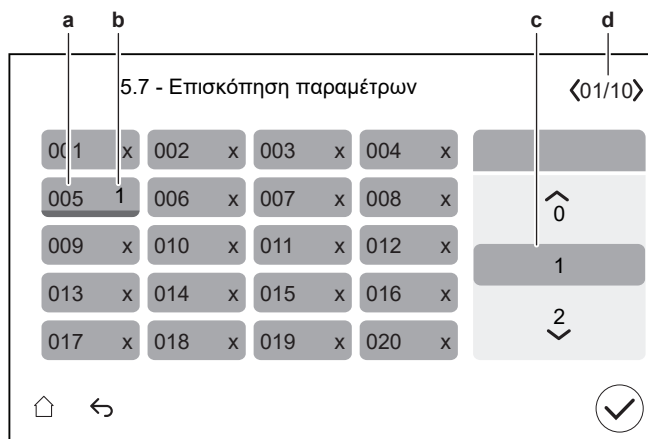 a b c d
5.7 - Επισκόπηση παραμέτρων 01/10
001 x 002 x 003 x 004 x
005 1 006 x 007 x 008 x
0
009 x 010 x 011 x 012 x
1
013 x 014 x 015 x 016 x
2
017 x 018 x 019 x 020 x